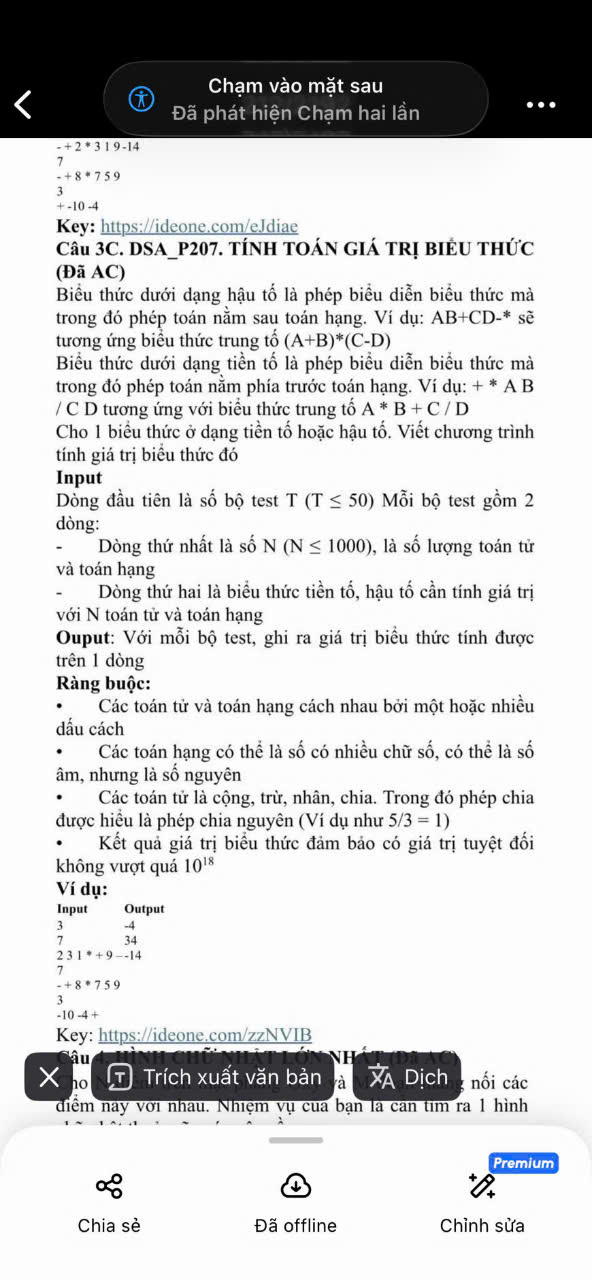 Chạm vào mặt sau
Đã phát hiện Chạm hai lần
- + 2 * 3 1 9 -14
7
- + 8 * 7 5 9
3
+ -10 -4
Key: https://ideone.com/eJdiae
Câu 3C. DSA_P207. TÍNH TOÁN GIÁ TRỊ BIỂU THỨC
(Đã AC)
Biểu thức dưới dạng hậu tố là phép biểu diễn biểu thức mà
trong đó phép toán nằm sau toán hạng. Ví dụ: AB+CD-* sẽ
tương ứng biểu thức trung tố (A+B)*(C-D)
Biểu thức dưới dạng tiền tố là phép biểu diễn biểu thức mà
trong đó phép toán nằm phía trước toán hạng. Ví dụ: + * A B
/ C D tương ứng với biểu thức trung tố A * B + C / D
Cho 1 biểu thức ở dạng tiền tố hoặc hậu tố. Viết chương trình
tính giá trị biểu thức đó
Input
Dòng đầu tiên là số bộ test T (T ≤ 50) Mỗi bộ test gồm 2
dòng:
- Dòng thứ nhất là số N (N ≤ 1000), là số lượng toán tử
và toán hạng
- Dòng thứ hai là biểu thức tiền tố, hậu tố cần tính giá trị
với N toán tử và toán hạng
Ouput: Với mỗi bộ test, ghi ra giá trị biểu thức tính được
trên 1 dòng
Ràng buộc:
• Các toán tử và toán hạng cách nhau bởi một hoặc nhiều
dấu cách
• Các toán hạng có thể là số có nhiều chữ số, có thể là số
âm, nhưng là số nguyên
• Các toán tử là cộng, trừ, nhân, chia. Trong đó phép chia
được hiểu là phép chia nguyên (Ví dụ như 5/3 = 1)
• Kết quả giá trị biểu thức đảm bảo có giá trị tuyệt đối
không vượt quá 10¹⁸
Ví dụ:
Input Output
3 -4
7 34
2 3 1 * + 9 – -14
7
- + 8 * 7 5 9
3
-10 -4 +
Key: https://ideone.com/zzNVIB
Câu 4. HÌNH CHỮ NHẬT LỚN NHẤT (Đã AC)
Trích xuất văn bản
Dịch
nối các
điểm này với nhau. Nhiệm vụ của bạn là cần tìm ra 1 hình
Premium
Chia sẻ
Đã offline
Chỉnh sửa